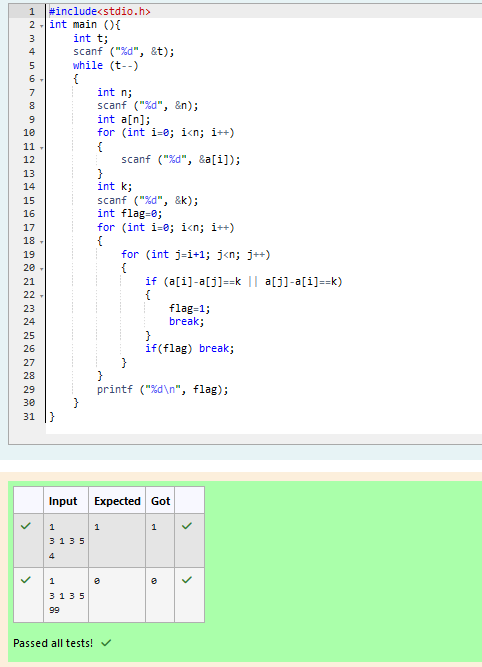 1 #include<stdio.h>
2 int main (){
3     int t;
4     scanf ("%d", &t);
5     while (t--)
6     {
7         int n;
8         scanf ("%d", &n);
9         int a[n];
10         for (int i=0; i<n; i++)
11         {
12             scanf ("%d", &a[i]);
13         }
14         int k;
15         scanf ("%d", &k);
16         int flag=0;
17         for (int i=0; i<n; i++)
18         {
19             for (int j=i+1; j<n; j++)
20             {
21                 if (a[i]-a[j]==k || a[j]-a[i]==k)
22                 {
23                     flag=1;
24                     break;
25                 }
26                 if(flag) break;
27             }
28         }
29         printf ("%d\n", flag);
30     }
31 }
Input Expected Got
1 1 1
3 1 3 5
4
1 0 0
3 1 3 5
99
Passed all tests!